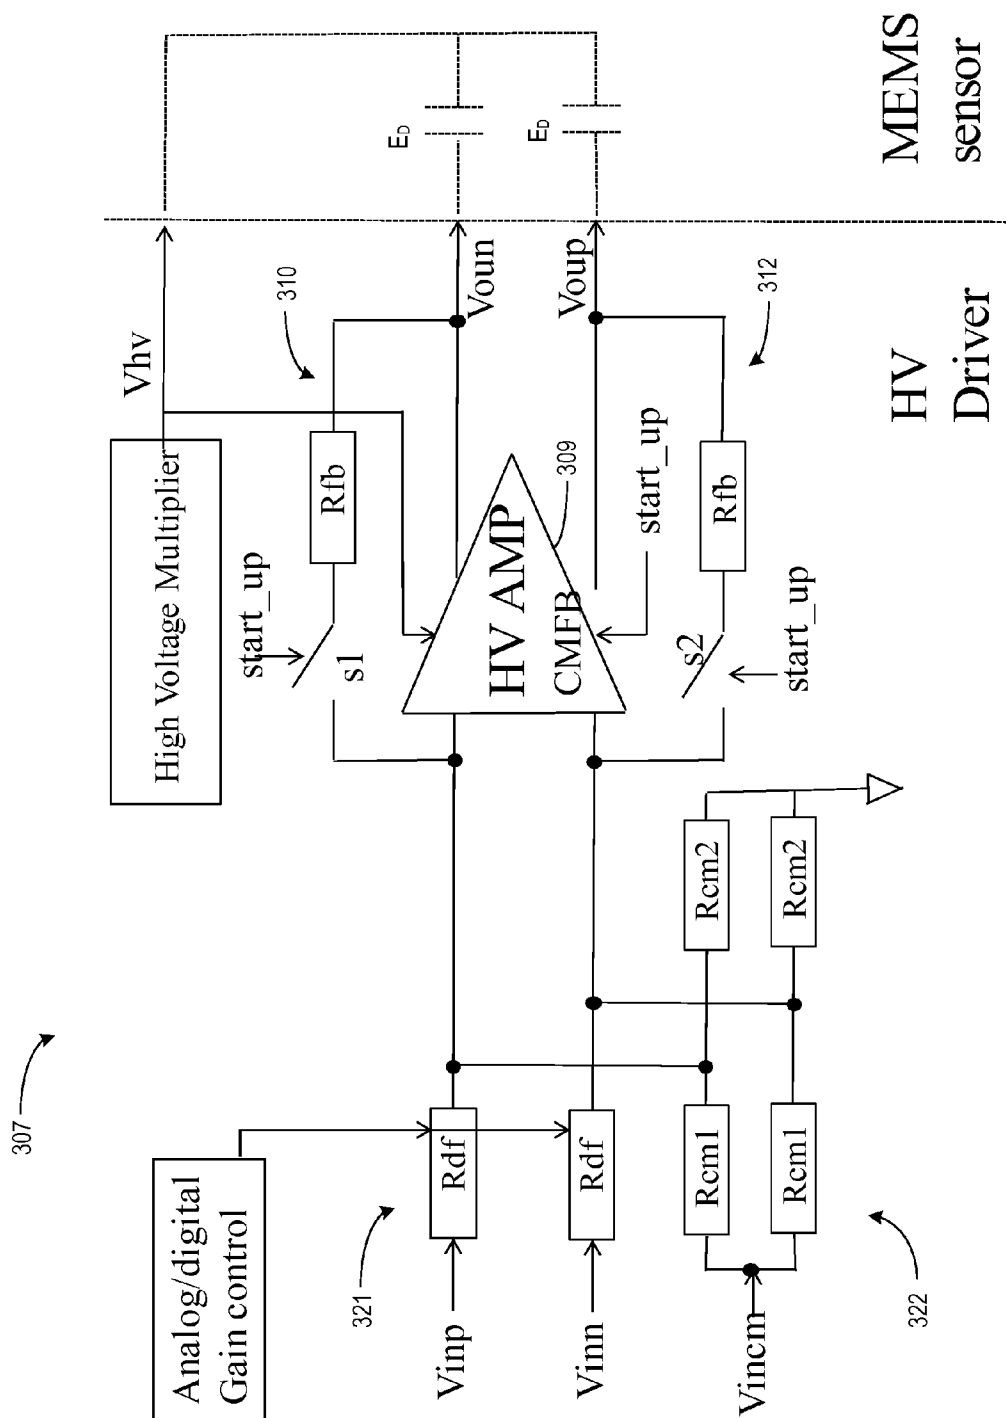 307
Analog/digital
Gain control
High Voltage Multiplier
Vhv
start_up
s1
Rfb
310
Voun
E_D
E_D
MEMS
sensor
321
Vinp
Rdf
Vinn
Rdf
HV AMP
CMFB
309
start_up
Voup
s2
start_up
Rfb
312
Vincm
Rcm1
Rcm1
Rcm2
Rcm2
322
HV
Driver